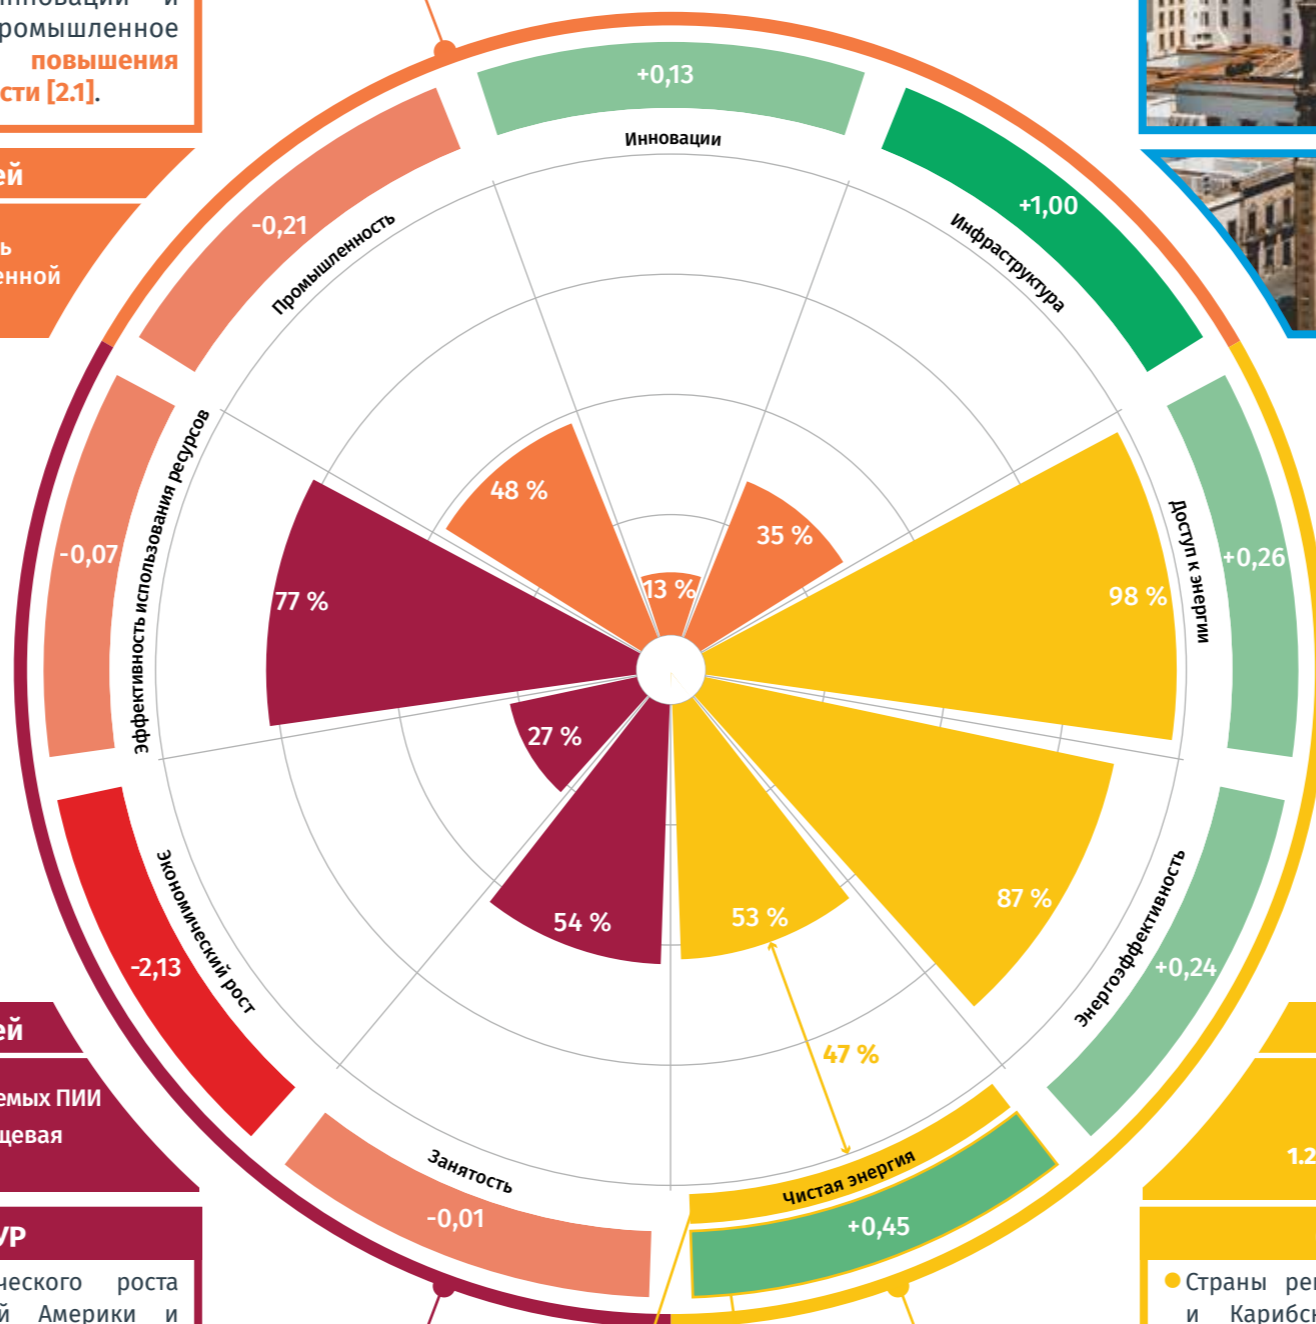 инноваций и
промышленное
повышения
сти [2.1].
ей
ь
енной
+0,13
Инновации
+1,00
Инфраструктура
-0,21
Промышленность
+0,26
Доступ к энергии
-0,07
Эффективность использования ресурсов
48 %
13 %
35 %
77 %
98 %
27 %
87 %
54 %
53 %
47 %
+0,24
Энергоэффективность
-2,13
Экономический рост
Занятость
-0,01
Чистая энергия
+0,45
ей
емых ПИИ
щевая
УР
ческого роста
й Америки и
1.2
Страны рег
и Карибск